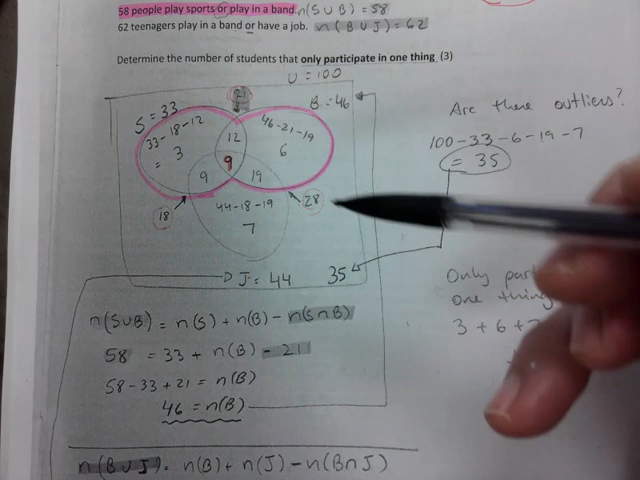 58 people play sports or play in a band. n(S∪B) = 58
62 teenagers play in a band or have a job. n(B∪J) = 62
Determine the number of students that only participate in one thing. (3)
U = 100
S = 33
B = 46
33-18-12
= 3
12
46-21-19
6
9
9
19
18
28
44-18-19
7
J = 44
35
Are there outliers?
100-33-6-19-7
= 35
Only
one thing
3 + 6 +
n(S∪B) = n(S) + n(B) - n(S∩B)
58 = 33 + n(B) - 21
58 - 33 + 21 = n(B)
46 = n(B)
n(B∪J) = n(B) + n(J) - n(B∩J)